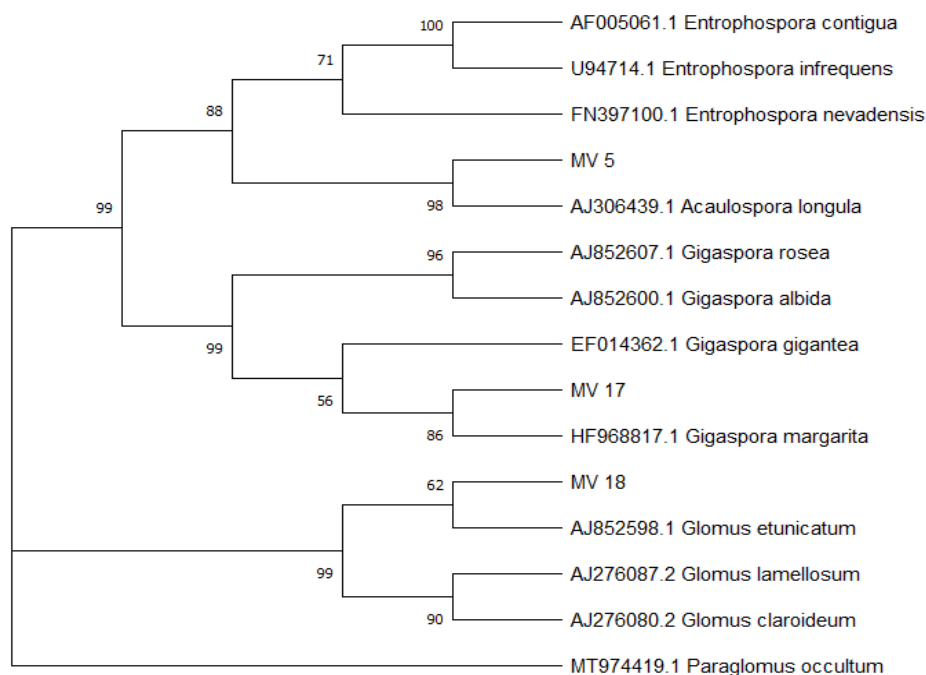 100
AF005061.1 Entrophospora contigua
71
U94714.1 Entrophospora infrequens
88
FN397100.1 Entrophospora nevadensis
MV 5
99
98
AJ306439.1 Acaulospora longula
96
AJ852607.1 Gigaspora rosea
AJ852600.1 Gigaspora albida
99
EF014362.1 Gigaspora gigantea
56
MV 17
86
HF968817.1 Gigaspora margarita
62
MV 18
AJ852598.1 Glomus etunicatum
99
AJ276087.2 Glomus lamellosum
90
AJ276080.2 Glomus claroideum
MT974419.1 Paraglomus occultum